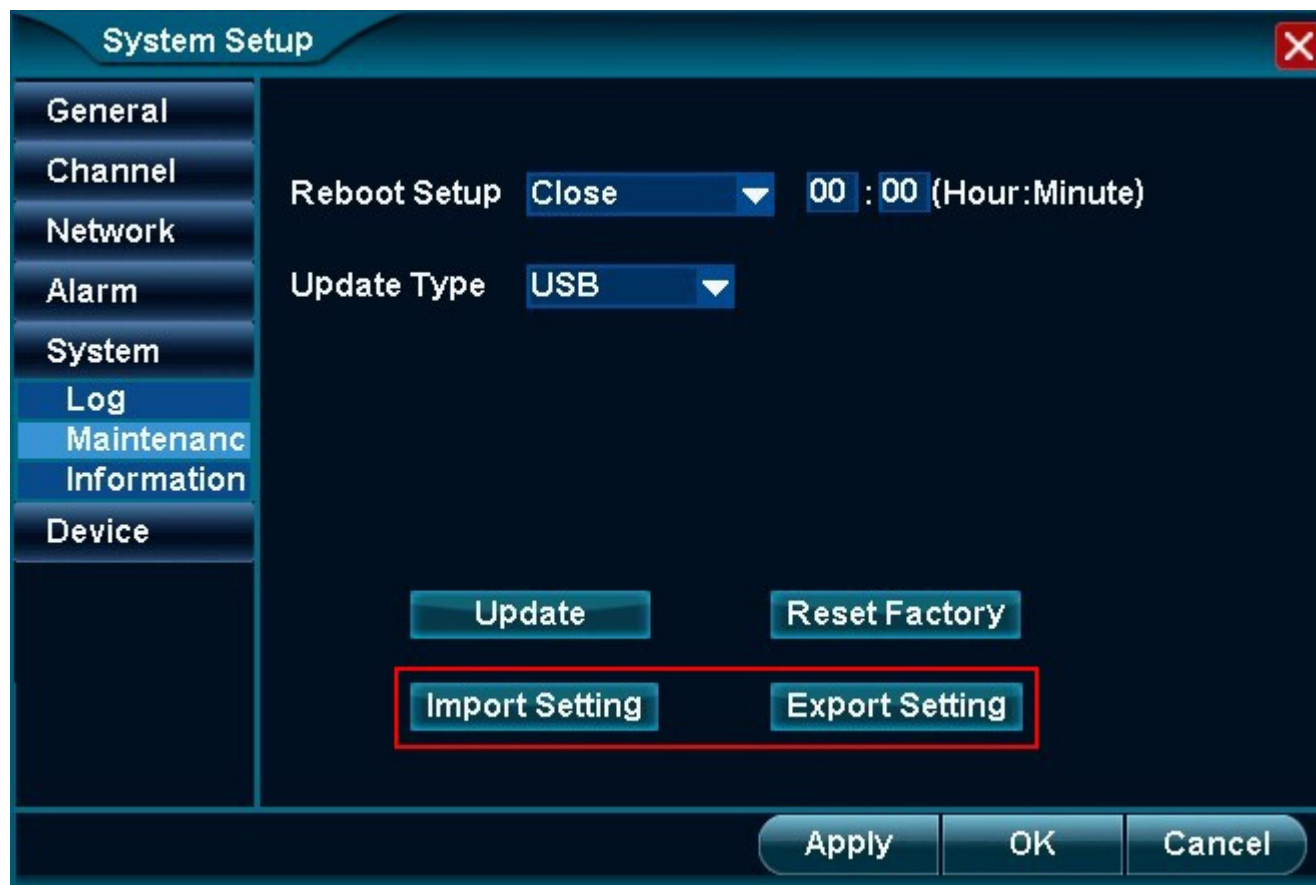 System Setup
General
Channel
Network
Alarm
System
Log
Maintenanc
Information
Device
Reboot Setup Close 00 : 00 (Hour:Minute)
Update Type USB
Update Reset Factory
Import Setting Export Setting
Apply OK Cancel